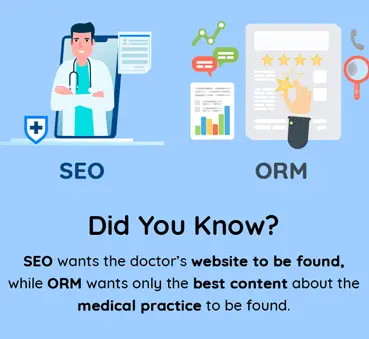 SEO
ORM
Did You Know?
SEO wants the doctor's website to be found,
while ORM wants only the best content about the
medical practice to be found.